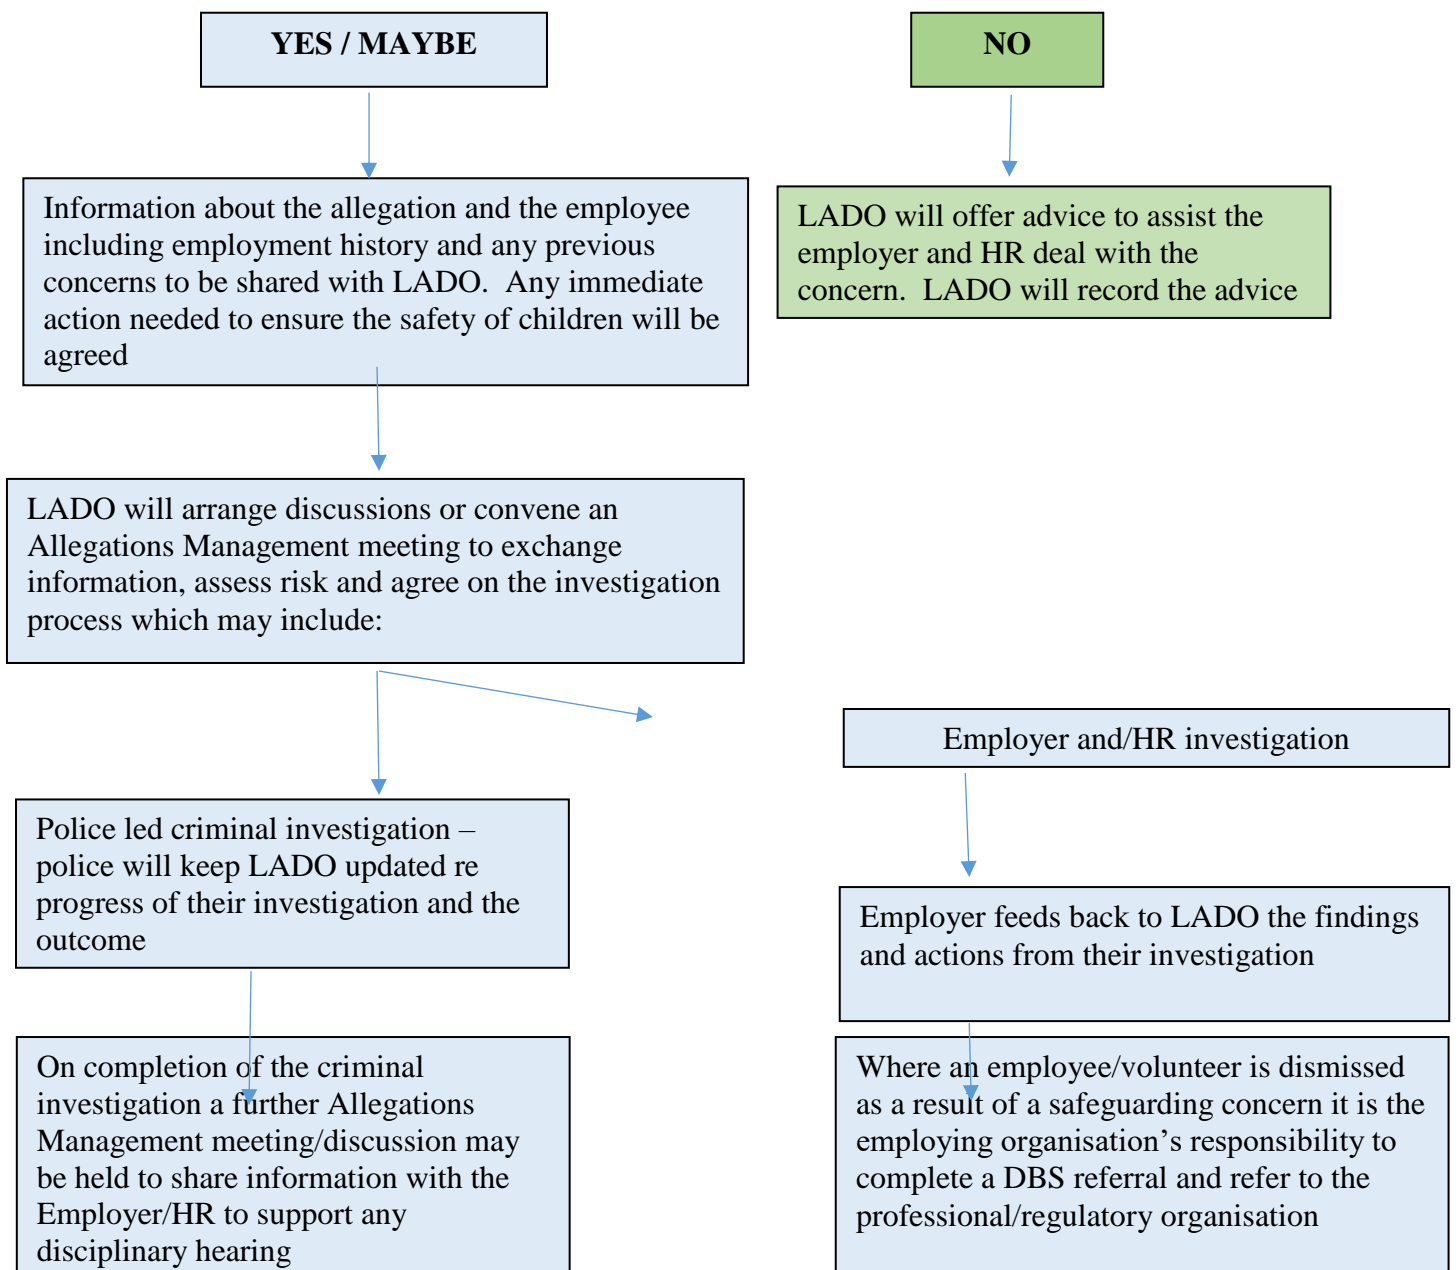 YES / MAYBE
NO
Information about the allegation and the employee
including employment history and any previous
concerns to be shared with LADO.  Any immediate
action needed to ensure the safety of children will be
agreed
LADO will offer advice to assist the
employer and HR deal with the
concern.  LADO will record the advice
LADO will arrange discussions or convene an
Allegations Management meeting to exchange
information, assess risk and agree on the investigation
process which may include:
Employer and/HR investigation
Police led criminal investigation –
police will keep LADO updated re
progress of their investigation and the
outcome
Employer feeds back to LADO the findings
and actions from their investigation
On completion of the criminal
investigation a further Allegations
Management meeting/discussion may
be held to share information with the
Employer/HR to support any
disciplinary hearing
Where an employee/volunteer is dismissed
as a result of a safeguarding concern it is the
employing organisation’s responsibility to
complete a DBS referral and refer to the
professional/regulatory organisation